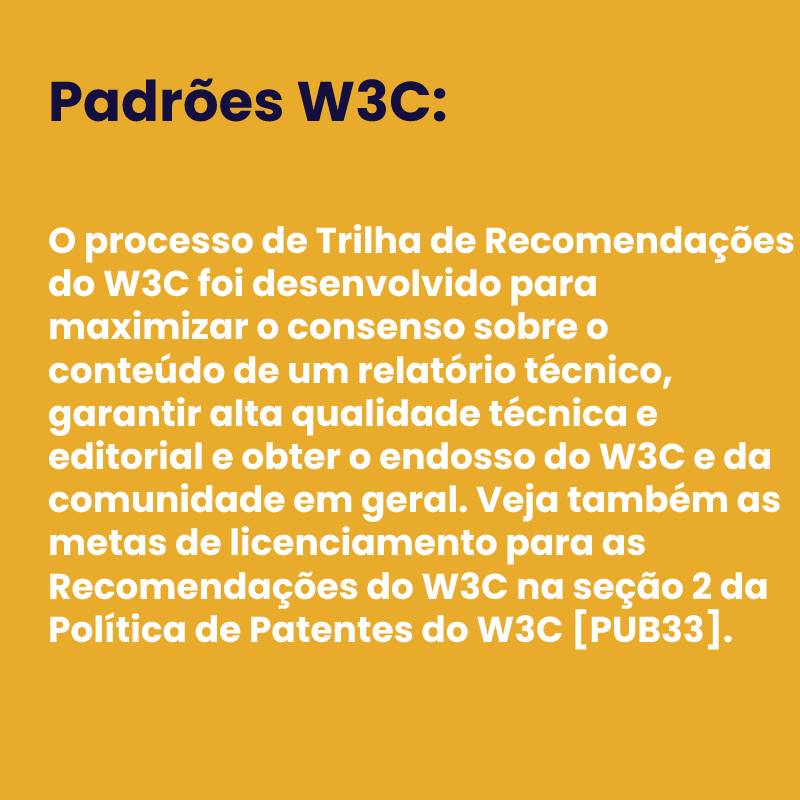 Padrões W3C:
O processo de Trilha de Recomendações
do W3C foi desenvolvido para
maximizar o consenso sobre o
conteúdo de um relatório técnico,
garantir alta qualidade técnica e
editorial e obter o endosso do W3C e da
comunidade em geral. Veja também as
metas de licenciamento para as
Recomendações do W3C na seção 2 da
Política de Patentes do W3C [PUB33].